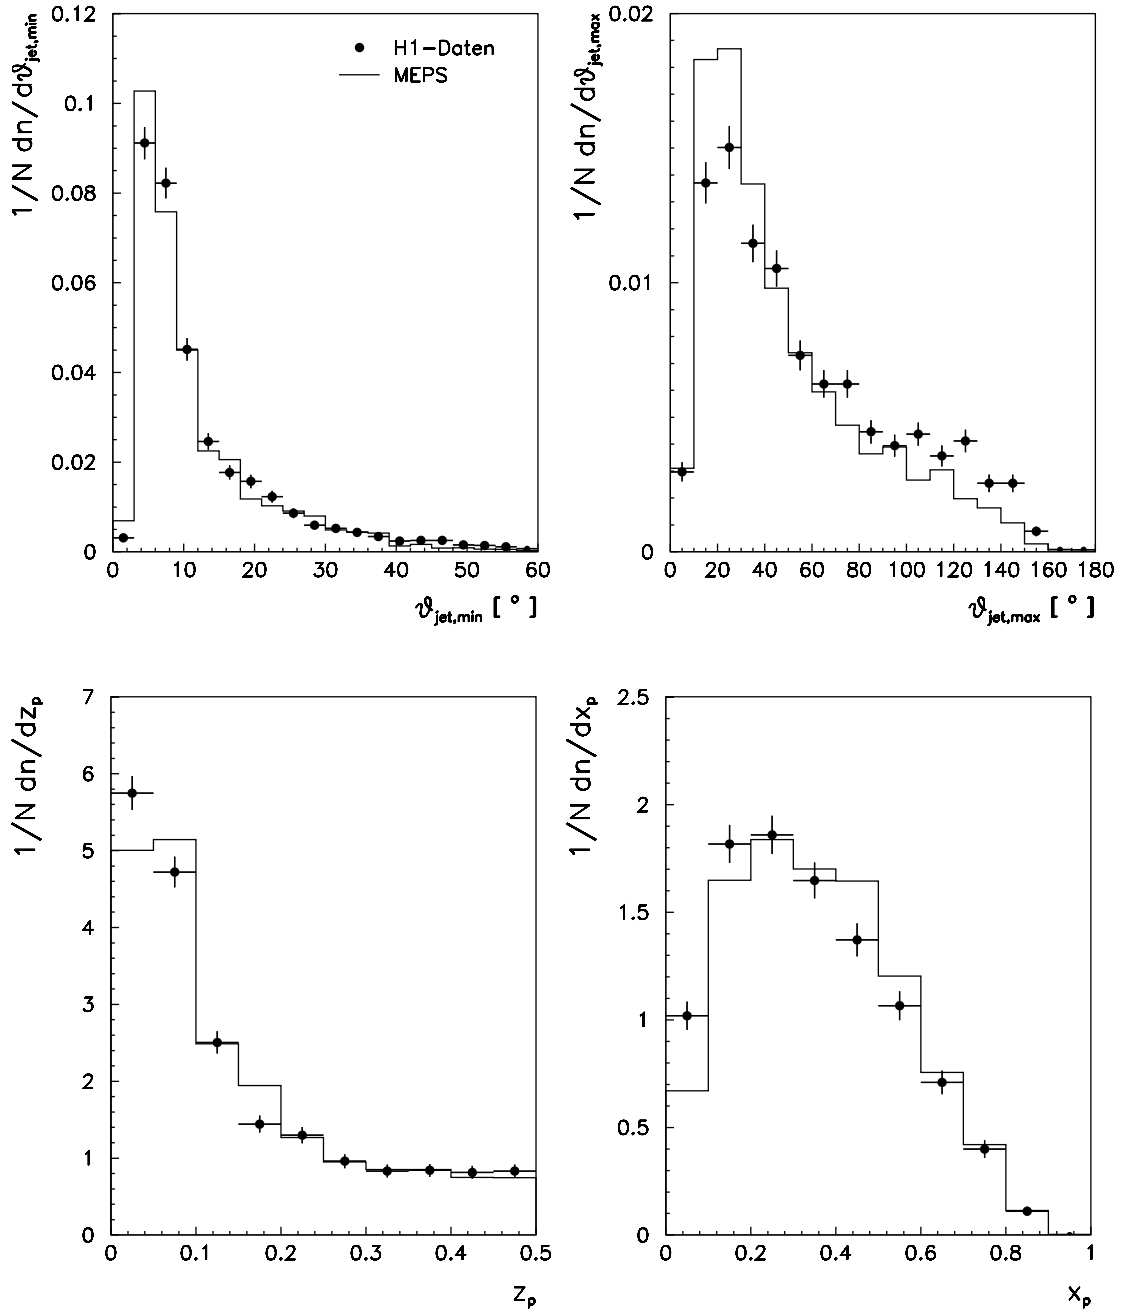 1/N dn/dϑjet,min
0.12
0.1
0.08
0.06
0.04
0.02
0
H1-Daten
MEPS
0 10 20 30 40 50 60
ϑjet,min [ ° ]
1/N dn/dϑjet,max
0.02
0.01
0
0 20 40 60 80 100 120 140 160 180
ϑjet,max [ ° ]
1/N dn/dzp
7
6
5
4
3
2
1
0
0 0.1 0.2 0.3 0.4 0.5
zp
1/N dn/dxp
2.5
2
1.5
1
0.5
0
0 0.2 0.4 0.6 0.8 1
xp